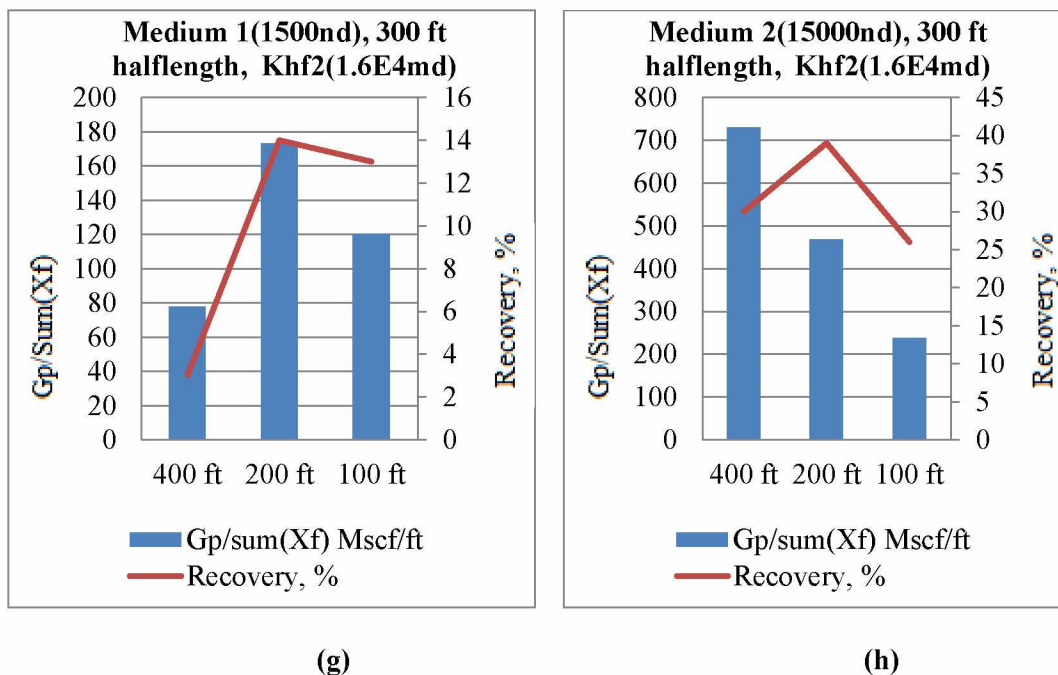 Medium 1(1500nd), 300 ft
halflength, Khf2(1.6E4md)
200
180
160
140
120
100
80
60
40
20
0
Gp/Sum(Xf)
16
14
12
10
8
6
4
2
0
Recovery, %
400 ft 200 ft 100 ft
Gp/sum(Xf) Mscf/ft
Recovery, %
(g)
Medium 2(15000nd), 300 ft
halflength, Khf2(1.6E4md)
800
700
600
500
400
300
200
100
0
Gp/Sum(Xf)
45
40
35
30
25
20
15
10
5
0
Recovery, %
400 ft 200 ft 100 ft
Gp/sum(Xf) Mscf/ft
Recovery, %
(h)